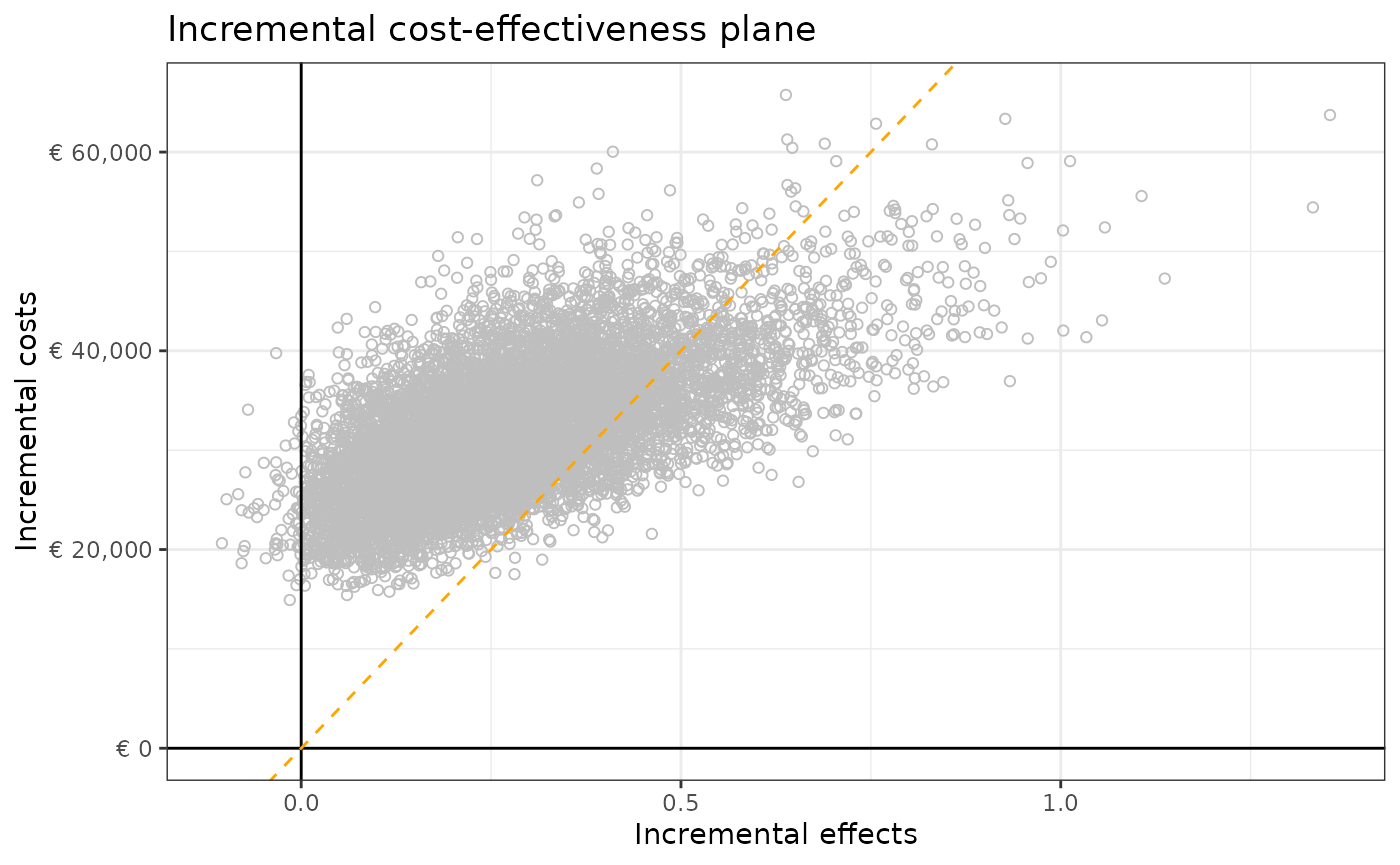 Incremental cost-effectiveness plane
Incremental costs
€ 60,000
€ 40,000
€ 20,000
€ 0
0.0
0.5
1.0
Incremental effects